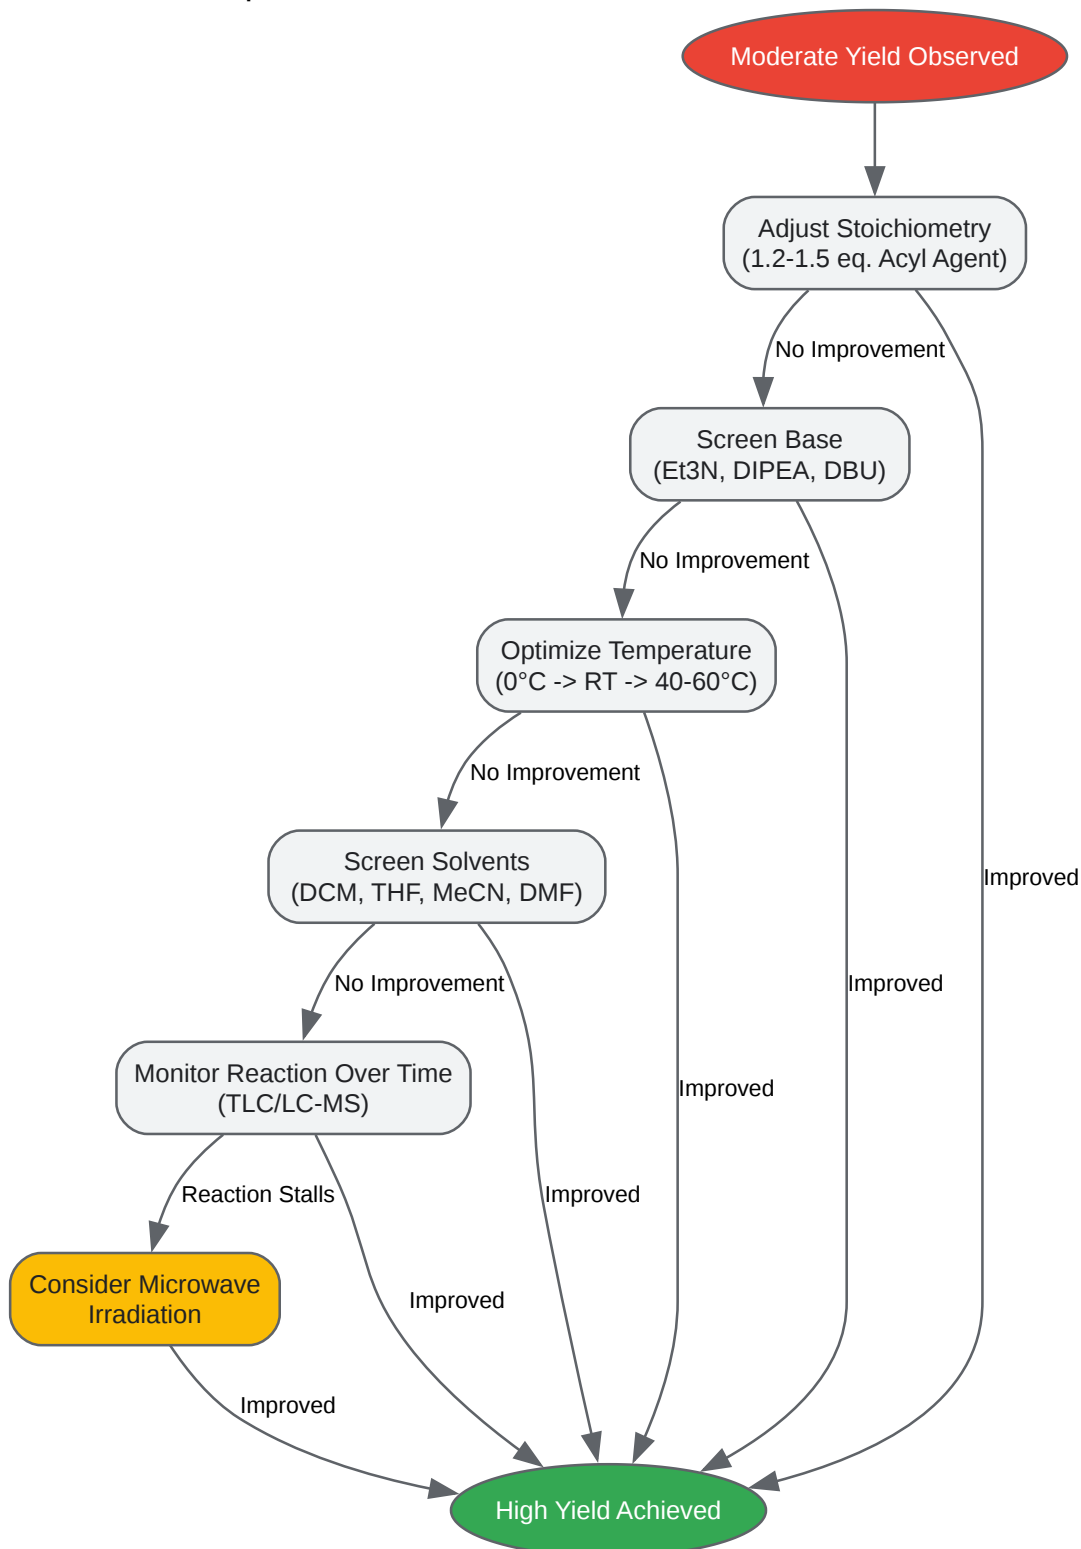 Moderate Yield Observed
Adjust Stoichiometry
(1.2-1.5 eq. Acyl Agent)
No Improvement
Screen Base
(Et3N, DIPEA, DBU)
No Improvement
Optimize Temperature
(0°C -> RT -> 40-60°C)
No Improvement
Screen Solvents
(DCM, THF, MeCN, DMF)
Improved
No Improvement
Improved
Monitor Reaction Over Time
(TLC/LC-MS)
Improved
Reaction Stalls
Improved
Consider Microwave
Irradiation
Improved
Improved
High Yield Achieved